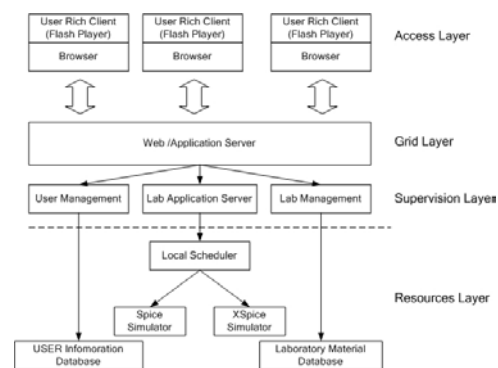 User Rich Client
(Flash Player)
Browser
User Rich Client
(Flash Player)
Browser
User Rich Client
(Flash Player)
Browser
Access Layer
Web /Application Server
Grid Layer
User Management
Lab Application Server
Lab Management
Supervision Layer
Local Scheduler
Spice
Simulator
XSpice
Simulator
Resources Layer
USER Infomoration
Database
Laboratory Material
Database